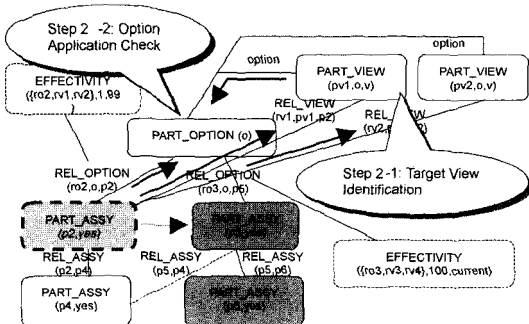 Step 2 -2: Option
Application Check
option
option
EFFECTIVITY
({ro2,rv1,rv2},1,99
)
PART_VIEW
(pv1,o,v)
PART_VIEW
(pv2,o,v)
REL_VIEW
(rv1,pv1,p2)
PART_OPTION (o)
REL_OPTION
(ro2,o,p2)
REL_OPTION
(ro3,o,p5)
Step 2 -1: Target View
Identification
PART_ASSY
(p2,yes)
PART_ASSY
REL_ASSY
(p2,p4)
REL_ASSY
(p5,p4)
REL_ASSY
(p5,p6)
EFFECTIVITY
({ro3,rv3,rv4},100,current)
PART_ASSY
(p4,yes)
PART_ASSY